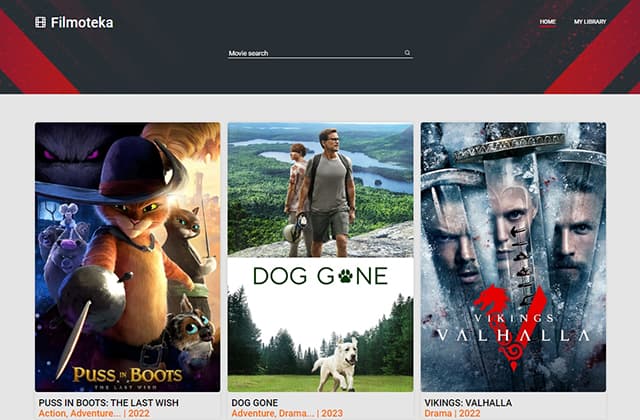 Filmoteka
HOME
MY LIBRARY
Movie search
PUSS IN BOOTS
THE LAST WISH
DOG GONE
VIKINGS
VALHALLA
PUSS IN BOOTS: THE LAST WISH
Action, Adventure... | 2022
DOG GONE
Adventure, Drama... | 2023
VIKINGS: VALHALLA
Drama | 2022